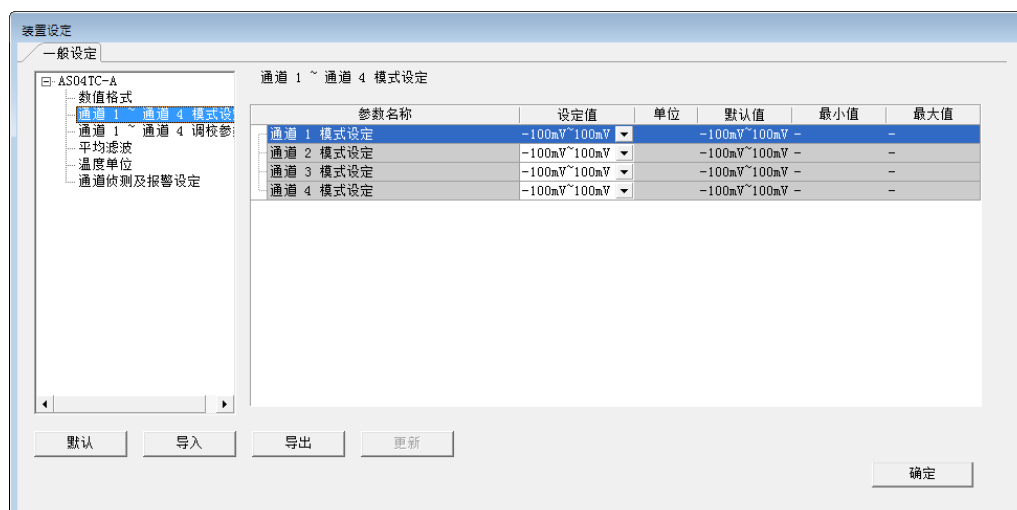 装置设定
一般设定
AS04TC-A
数值格式
通道 1 ~ 通道 4 模式设
通道 1 ~ 通道 4 调校参
平均滤波
温度单位
通道侦测及报警设定
通道 1 ~ 通道 4 模式设定
参数名称 设定值 单位 默认值 最小值 最大值
通道 1 模式设定 -100mV~100mV -100mV~100mV - -
通道 2 模式设定 -100mV~100mV -100mV~100mV - -
通道 3 模式设定 -100mV~100mV -100mV~100mV - -
通道 4 模式设定 -100mV~100mV -100mV~100mV - -
默认 导入 导出 更新
确定